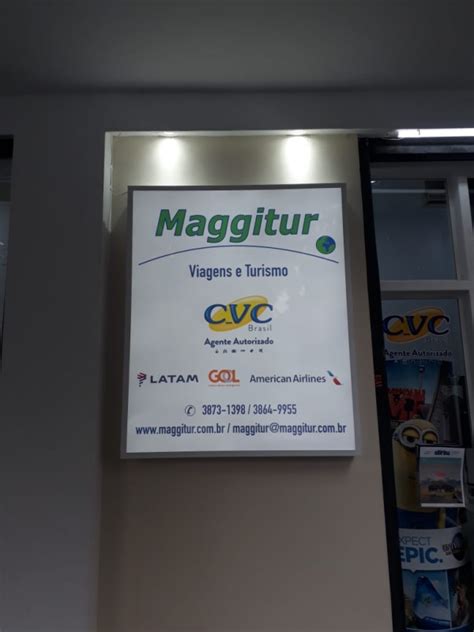 Maggitur
Viagens e Turismo
CVC
Brasil
Agente Autorizado
LATAM GOL American Airlines
3873-1398 / 3864-9955
www.maggitur.com.br / maggitur@maggitur.com.br
CVC
Brasil
Agente Autorizado
EXPECT
EPIC.